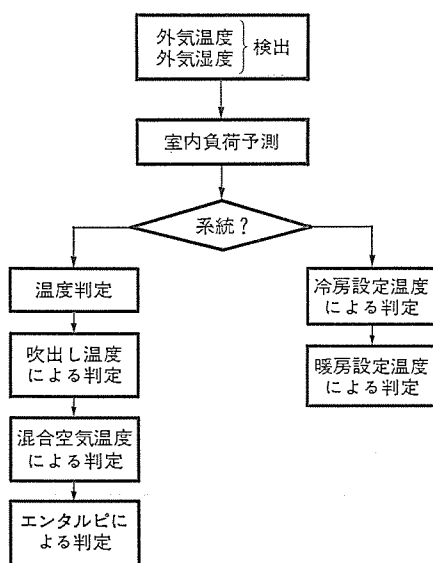 外気温度
外気湿度
検出
室内負荷予測
系統?
温度判定
吹出し温度
による判定
混合空気温度
による判定
エンタルピに
よる判定
冷房設定温度
による判定
暖房設定温度
による判定